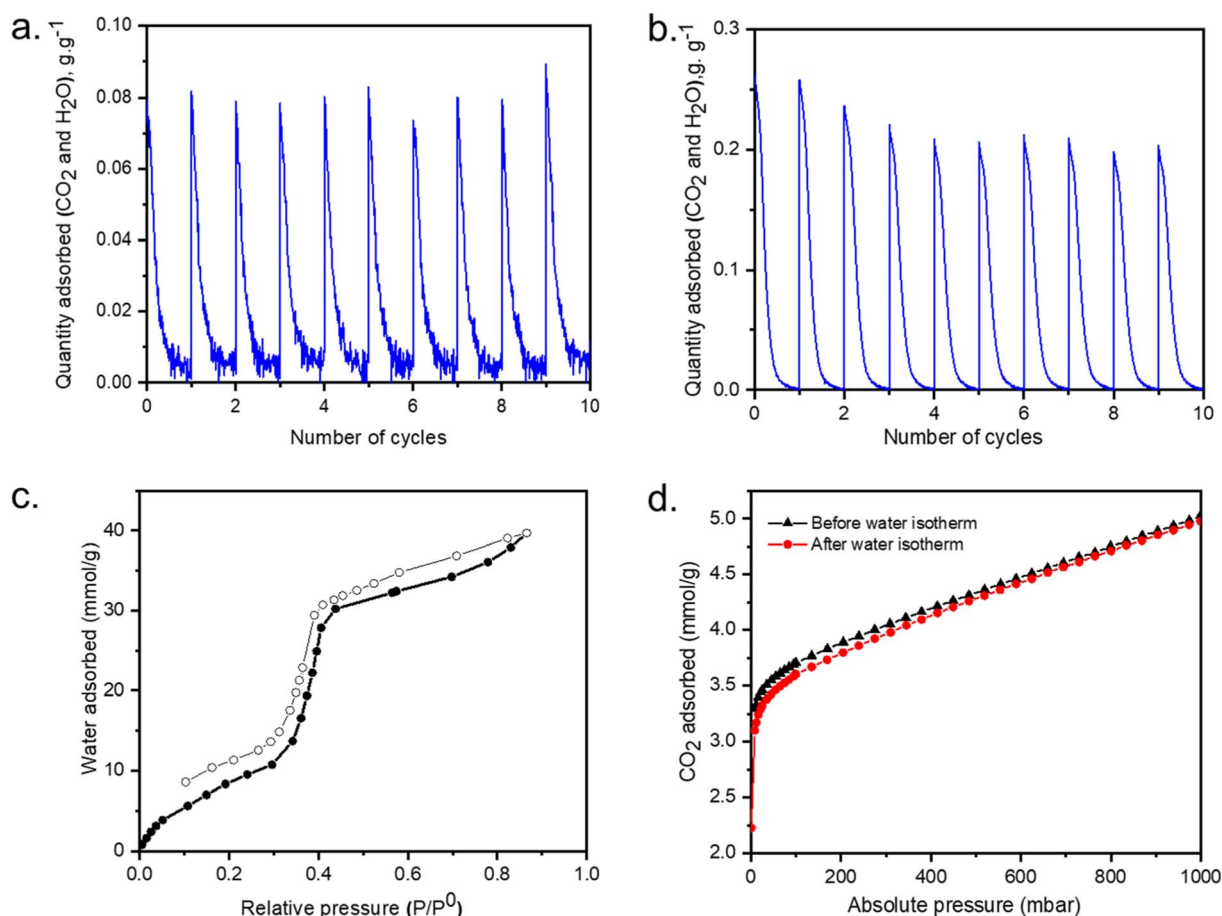 a.
Quantity adsorbed (CO₂ and H₂O), g.g⁻¹
0.10
0.08
0.06
0.04
0.02
0.00
0 2 4 6 8 10
Number of cycles
b.
Quantity adsorbed (CO₂ and H₂O),g. g⁻¹
0.3
0.2
0.1
0.0
0 2 4 6 8 10
Number of cycles
c.
Water adsorbed (mmol/g)
40
30
20
10
0
0.0 0.2 0.4 0.6 0.8 1.0
Relative pressure (P/P⁰)
d.
CO₂ adsorbed (mmol/g)
5.0
4.5
4.0
3.5
3.0
2.5
2.0
Before water isotherm
After water isotherm
0 200 400 600 800 1000
Absolute pressure (mbar)